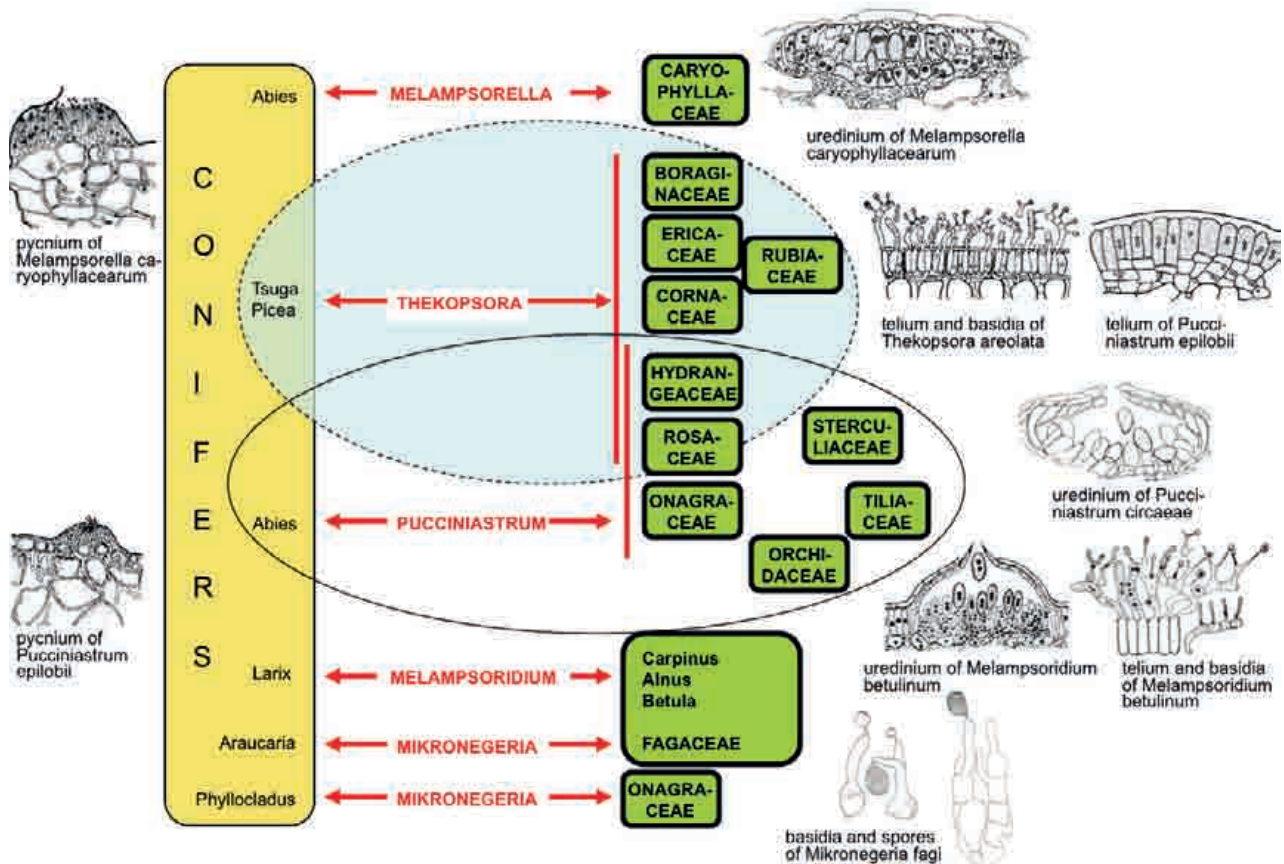 Abies
MELAMPSORELLA
CARYO-
PHYLLA-
CEAE
uredinium of Melampsorella
caryophyllacearum
pycnium of
Melampsorella ca-
ryophyllacearum
C
O
N
I
F
E
R
S
BORAGI-
NACEAE
ERICA-
CEAE
RUBIA-
CEAE
CORNA-
CEAE
Tsuga
Picea
THEKOPSORA
telium and basidia of
Thekopsora areolata
telium of Pucci-
niastrum epilobii
HYDRAN-
GEACEAE
ROSA-
CEAE
STERCU-
LIACEAE
uredinium of Pucci-
niastrum circaeae
Abies
PUCCINIASTRUM
ONAGRA-
CEAE
TILIA-
CEAE
ORCHI-
DACEAE
pycnium of
Pucciniastrum
epilobii
Larix
MELAMPSORIDIUM
Carpinus
Alnus
Betula
uredinium of Melampsoridium
betulinum
telium and basidia
of Melampsoridium
betulinum
Araucaria
MIKRONEGERIA
FAGACEAE
Phyllocladus
MIKRONEGERIA
ONAGRA-
CEAE
basidia and spores
of Mikronegeria fagi